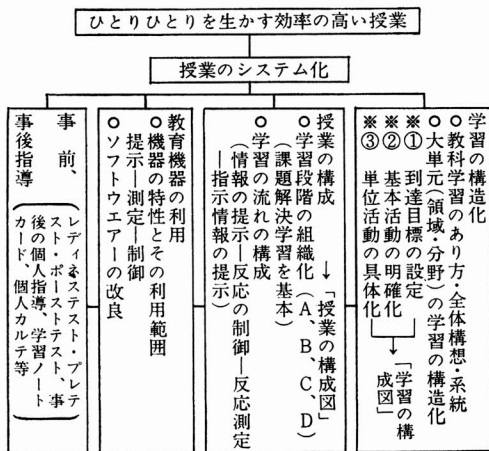 ひとりひとりを生かす効率の高い授業
授業のシステム化
学習の構造化
○教科学習のあり方・全体構想・系統
○大単元(領域・分野)の学習の構造化
※① 到達目標の設定
※② 基本活動の明確化
※③ 単位活動の具体化
→「学習の構
成図」
授業の構成 →「授業の構成図」
○学習段階の組織化(A、B、C、D)
(課題解決学習を基本)
○学習の流れの構成
(情報の提示―反応の制御―反応測定
―指示情報の提示)
教育機器の利用
○機器の特性とその利用範囲
提示―測定―制御
○ソフトウエアーの改良
事前、
事後指導
(レディネステスト・プレテ
スト・ポーストテスト、事
後の個人指導、学習ノート
カード、個人カルテ等)